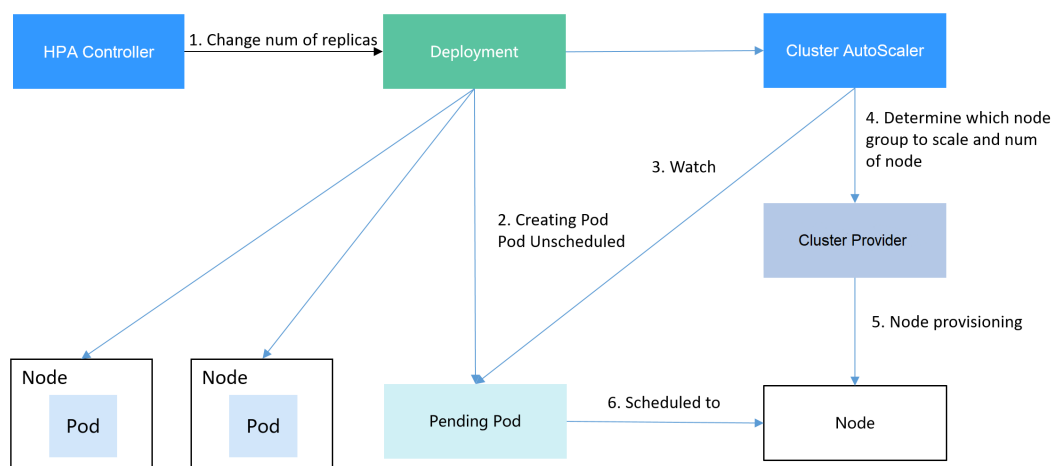 HPA Controller
1. Change num of replicas
Deployment
Cluster AutoScaler
4. Determine which node
group to scale and num
of node
3. Watch
2. Creating Pod
Pod Unscheduled
Cluster Provider
5. Node provisioning
Node
Pod
Node
Pod
Pending Pod
6. Scheduled to
Node